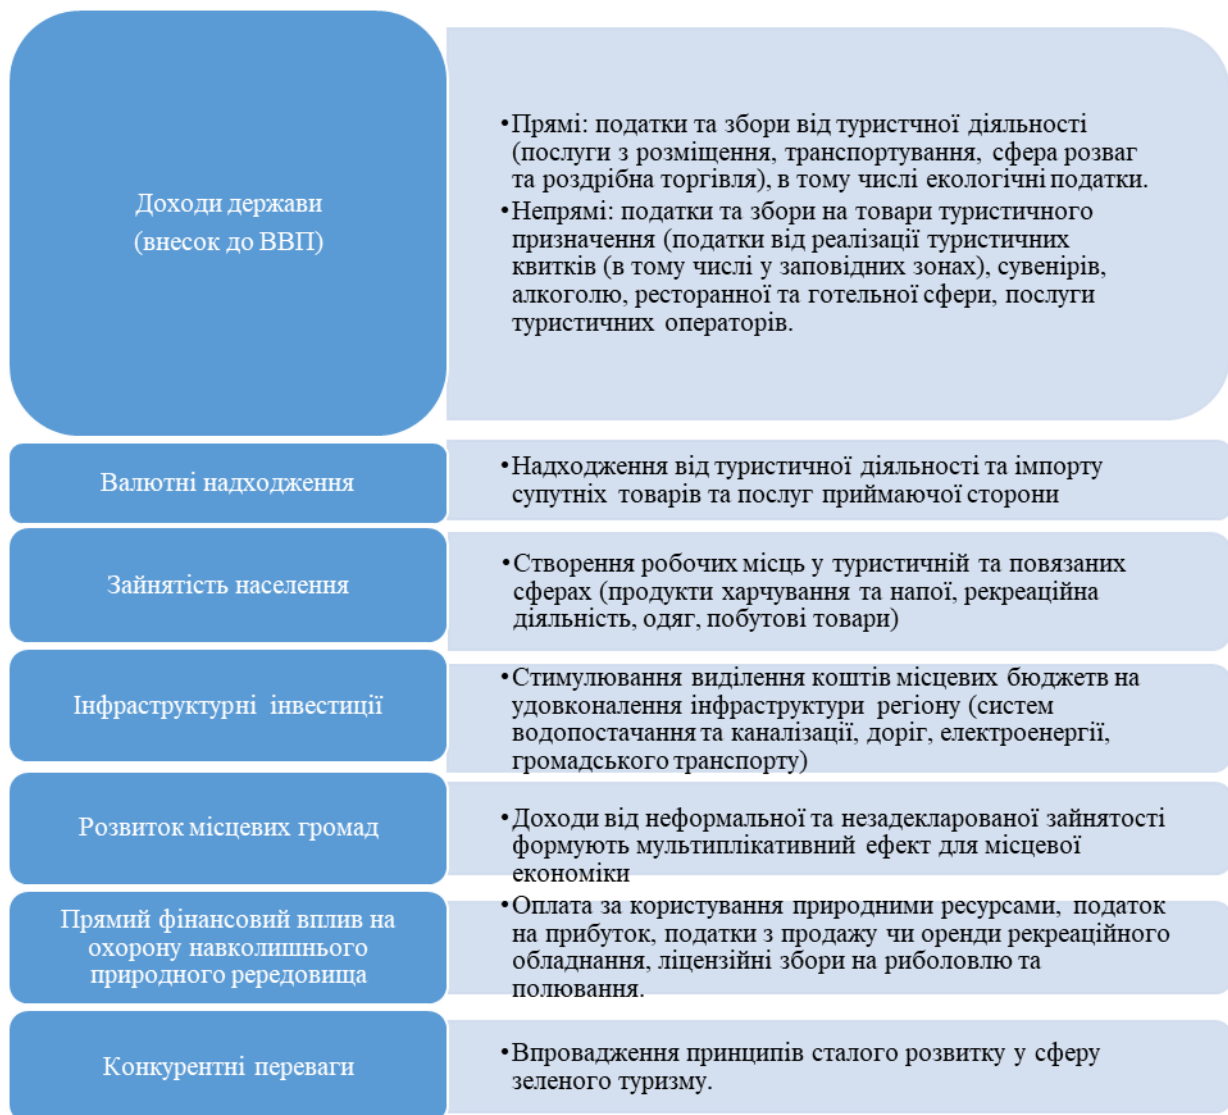 Доходи держави
(внесок до ВВП)
•Прямі: податки та збори від туристчної діяльності
(послуги з розміщення, транспортування, сфера розваг
та роздрібна торгівля), в тому числі екологічні податки.
•Непрямі: податки та збори на товари туристичного
призначення (податки від реалізації туристичних
квитків (в тому числі у заповідних зонах), сувенірів,
алкоголю, ресторанної та готельної сфери, послуги
туристичних операторів.
Валютні надходження
•Надходження від туристичної діяльності та імпорту
супутніх товарів та послуг приймаючої сторони
Зайнятість населення
•Створення робочих місць у туристичній та повязаних
сферах (продукти харчування та напої, рекреаційна
діяльність, одяг, побутові товари)
Інфраструктурні інвестиції
•Стимулювання виділення коштів місцевих бюджетв на
удовконалення інфраструктури регіону (систем
водопостачання та каналізації, доріг, електроенергії,
громадського транспорту)
Розвиток місцевих громад
•Доходи від неформальної та незадекларованої зайнятості
формують мультиплікативний ефект для місцевої
економіки
Прямий фінансовий вплив на
охорону навколишнього
природного рередовища
•Оплата за користування природними ресурсами, податок
на прибуток, податки з продажу чи оренди рекреаційного
обладнання, ліцензійні збори на риболовлю та
полювання.
Конкурентні переваги
•Впровадження принципів сталого розвитку у сферу
зеленого туризму.